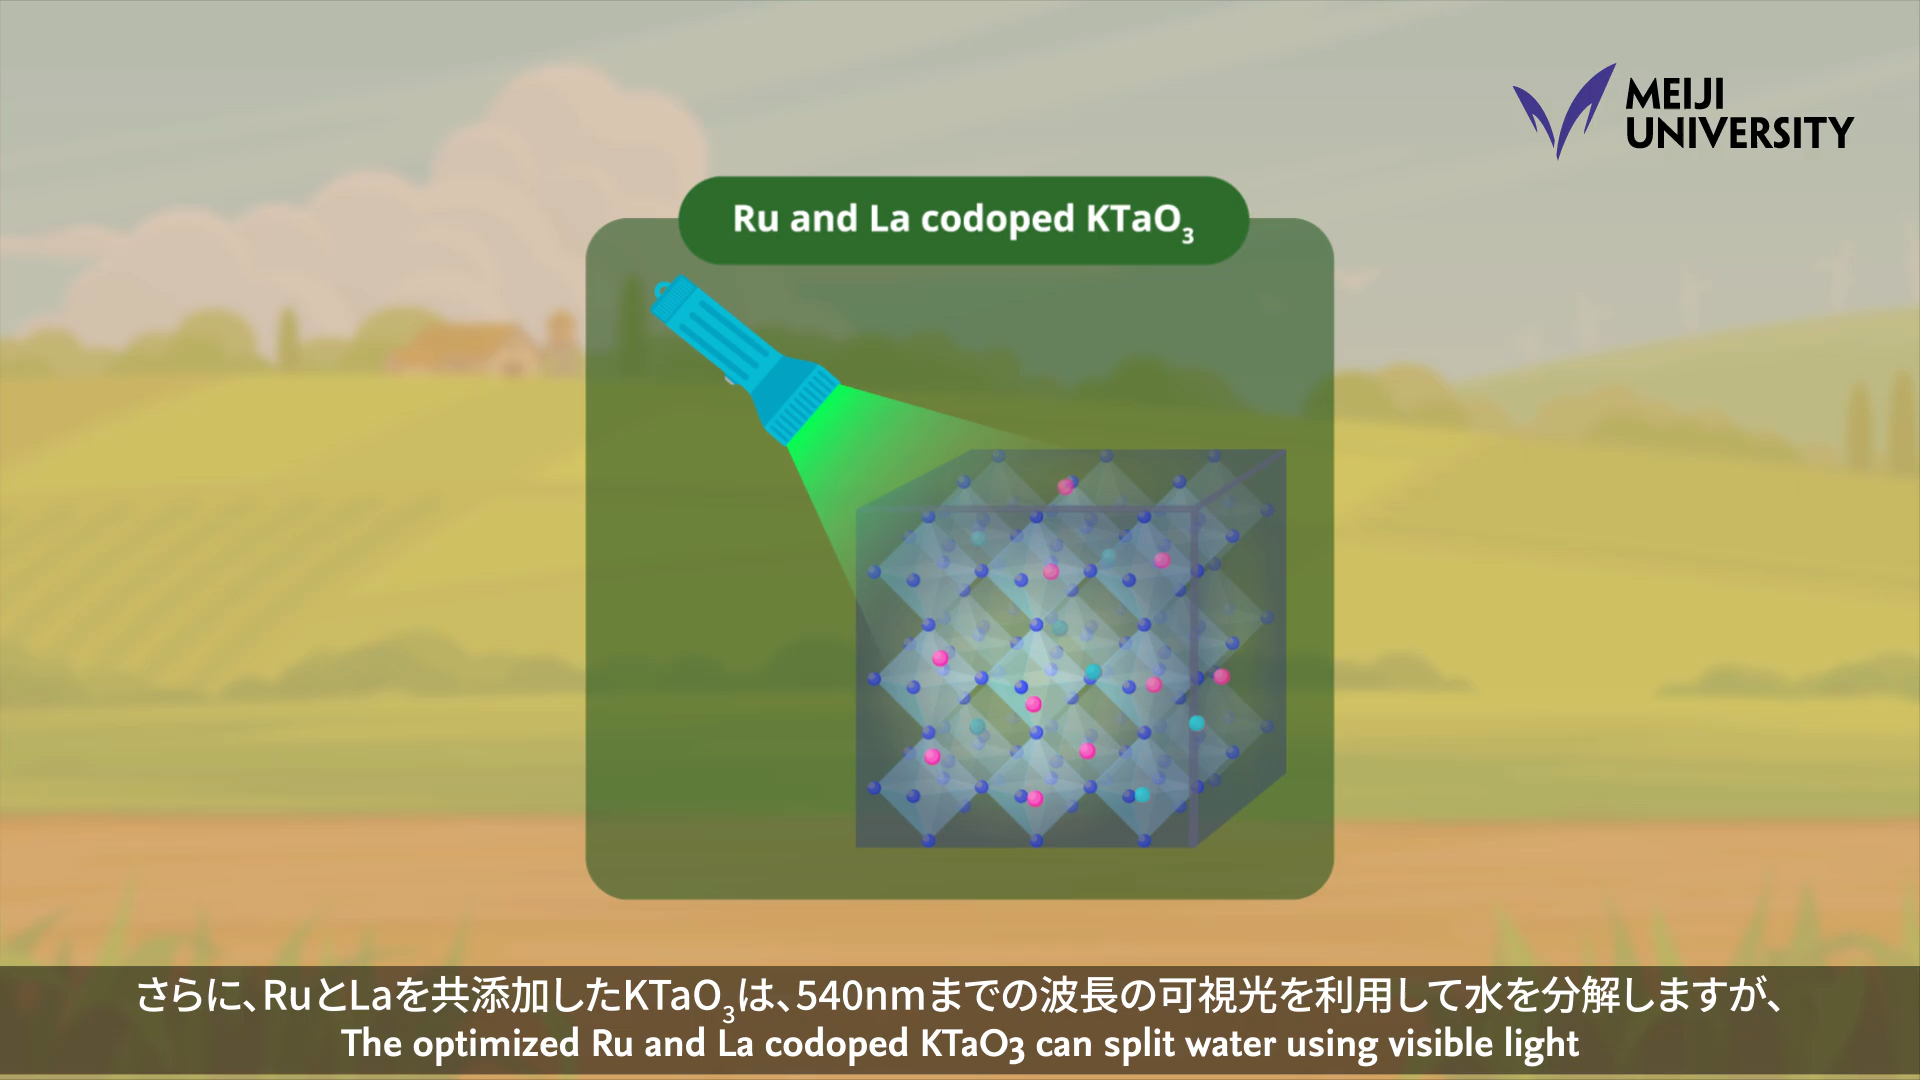 MEIJI
UNIVERSITY
Ru and La codoped KTaO₃
さらに、RuとLaを共添加したKTaO₃は、540nmまでの波長の可視光を利用して水を分解しますが、
The optimized Ru and La codoped KTaO3 can split water using visible light